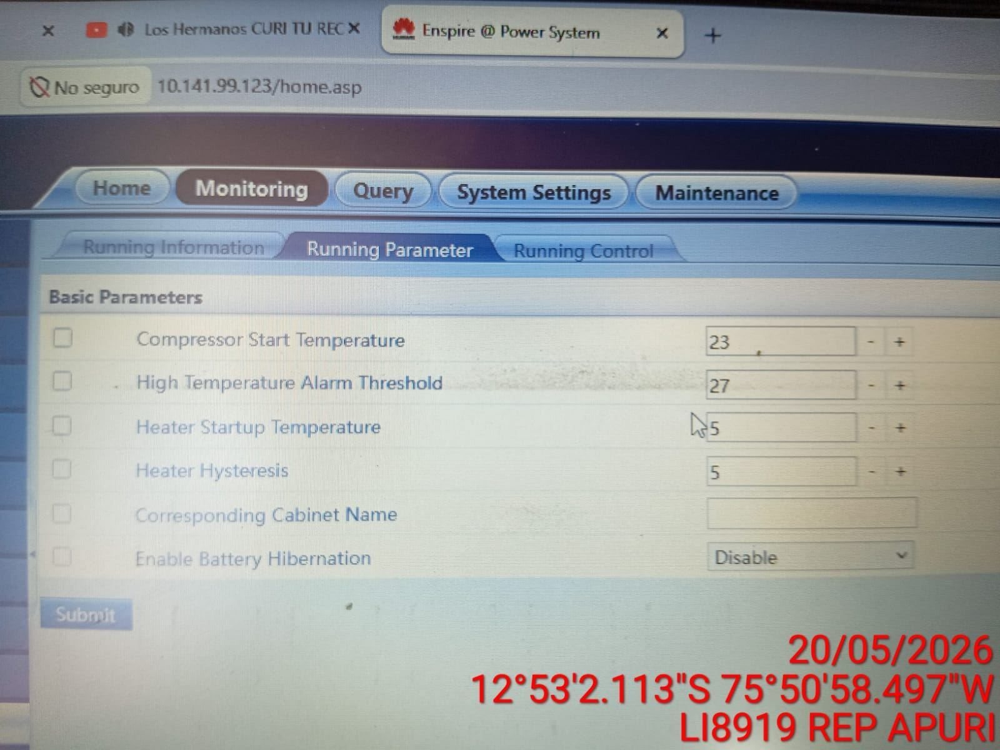 Los Hermanos CURI TU REC
HUAWEI
Enspire @ Power System
No seguro
10.141.99.123/home.asp
Home
Monitoring
Query
System Settings
Maintenance
Running Information
Running Parameter
Running Control
Basic Parameters
Compressor Start Temperature 23 - +
High Temperature Alarm Threshold 27 - +
Heater Startup Temperature 5 - +
Heater Hysteresis 5 - +
Corresponding Cabinet Name
Enable Battery Hibernation Disable
Submit
20/05/2026
12°53'2.113"S 75°50'58.497"W
LI8919 REP APURI